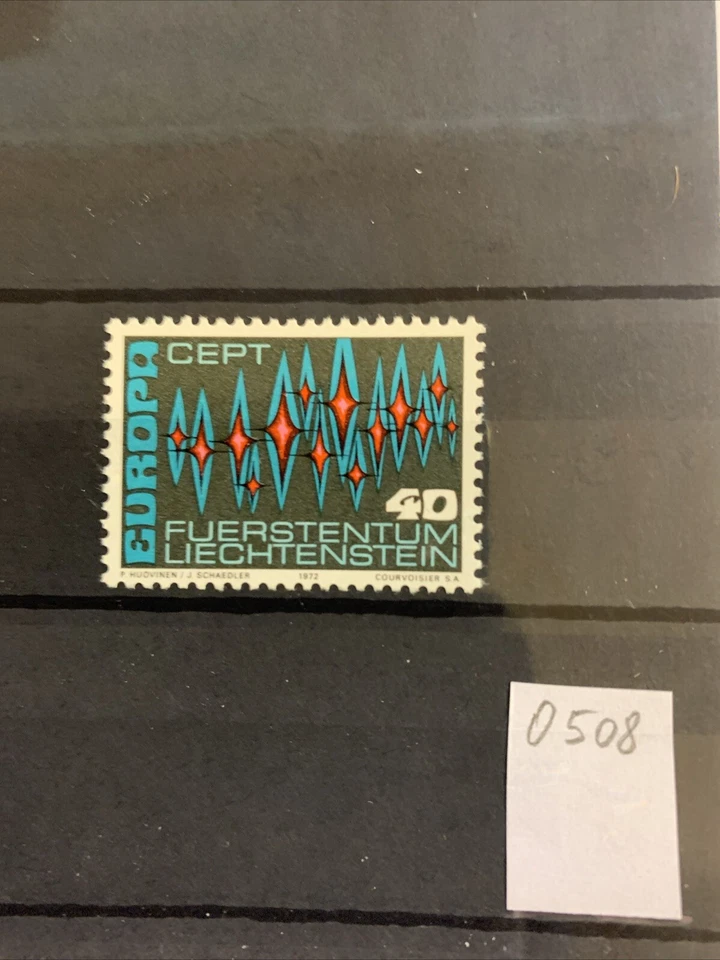 EUROPA
CEPT
40
FUERSTENTUM
LIECHTENSTEIN
P. HUOVINEN / J. SCHAEDLER 1972 COURVOISIER S.A.
0508